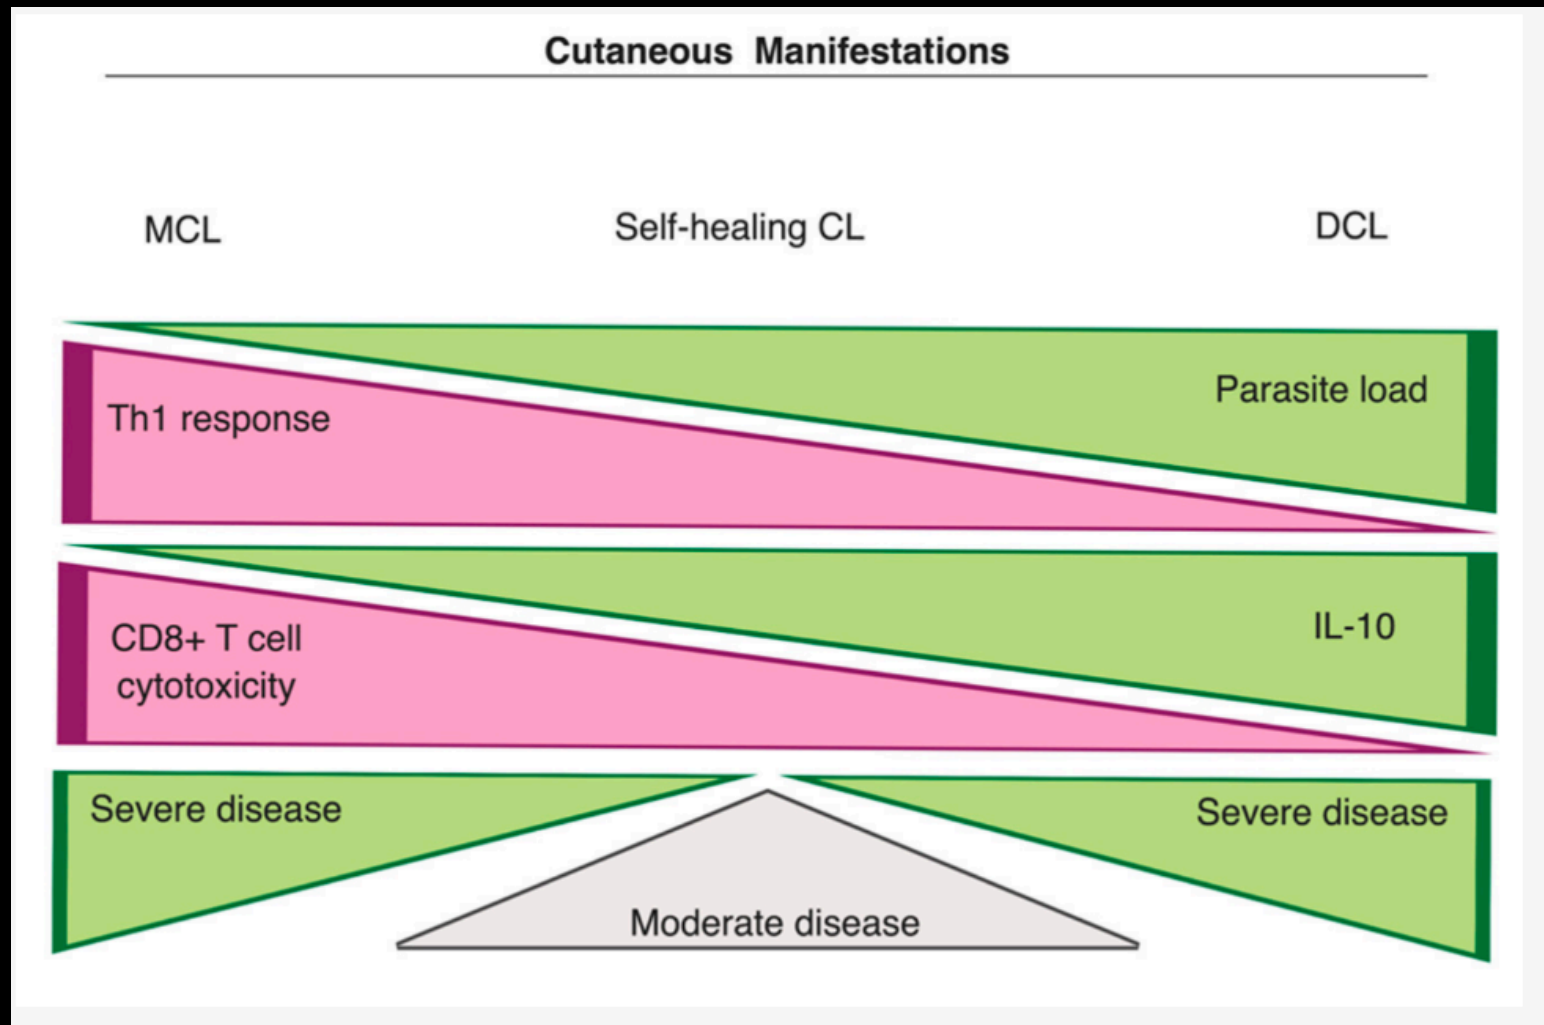 Cutaneous Manifestations
MCL
Self-healing CL
DCL
Parasite load
Th1 response
IL-10
CD8+ T cell
cytotoxicity
Severe disease
Severe disease
Moderate disease